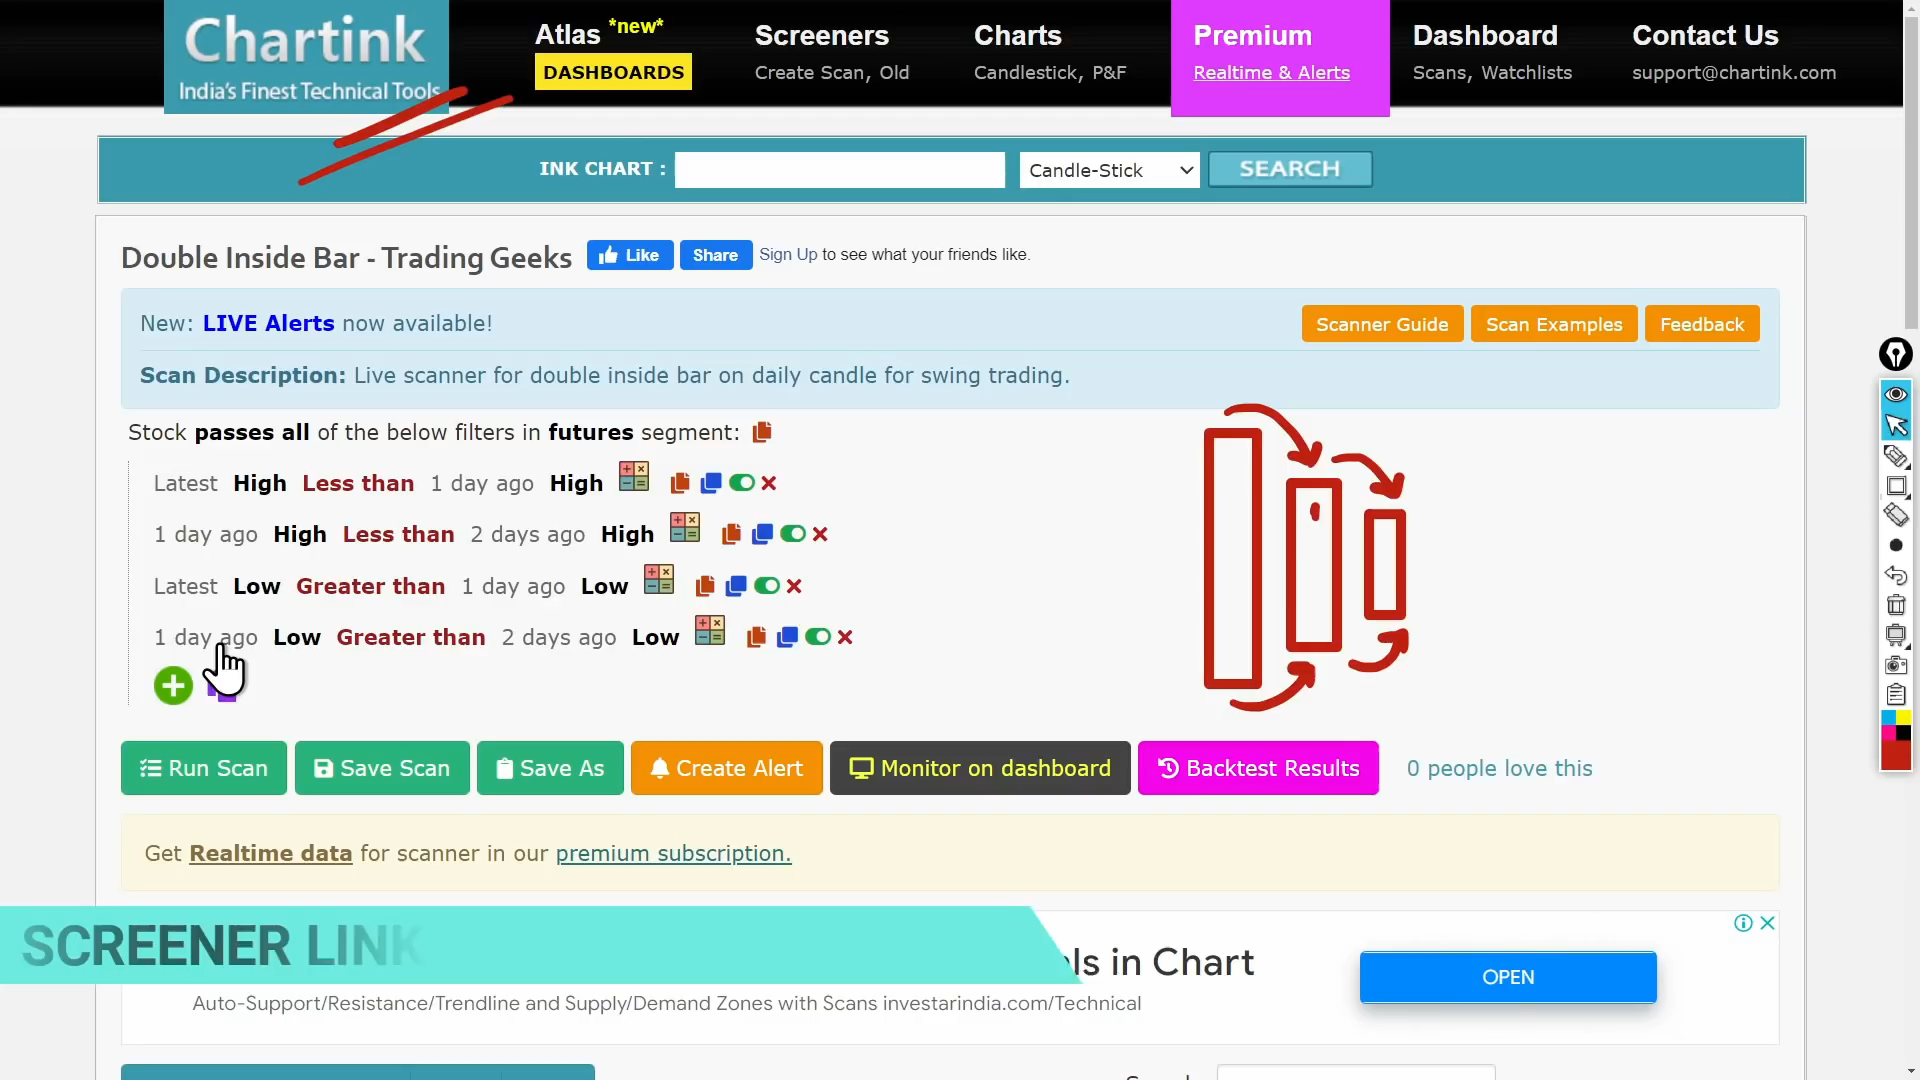 Chartink
India's Finest Technical Tools
Atlas *new*
DASHBOARDS
Screeners
Create Scan, Old
Charts
Candlestick, P&F
Premium
Realtime & Alerts
Dashboard
Scans, Watchlists
Contact Us
support@chartink.com
INK CHART : Candle-Stick SEARCH
Double Inside Bar - Trading Geeks Like Share Sign Up to see what your friends like.
New: LIVE Alerts now available! Scanner Guide Scan Examples Feedback
Scan Description: Live scanner for double inside bar on daily candle for swing trading.
Stock passes all of the below filters in futures segment:
Latest High Less than 1 day ago High
1 day ago High Less than 2 days ago High
Latest Low Greater than 1 day ago Low
1 day ago Low Greater than 2 days ago Low
Run Scan Save Scan Save As Create Alert Monitor on dashboard Backtest Results 0 people love this
Get Realtime data for scanner in our premium subscription.
SCREENER LINK
ls in Chart
OPEN
Auto-Support/Resistance/Trendline and Supply/Demand Zones with Scans investarindia.com/Technical